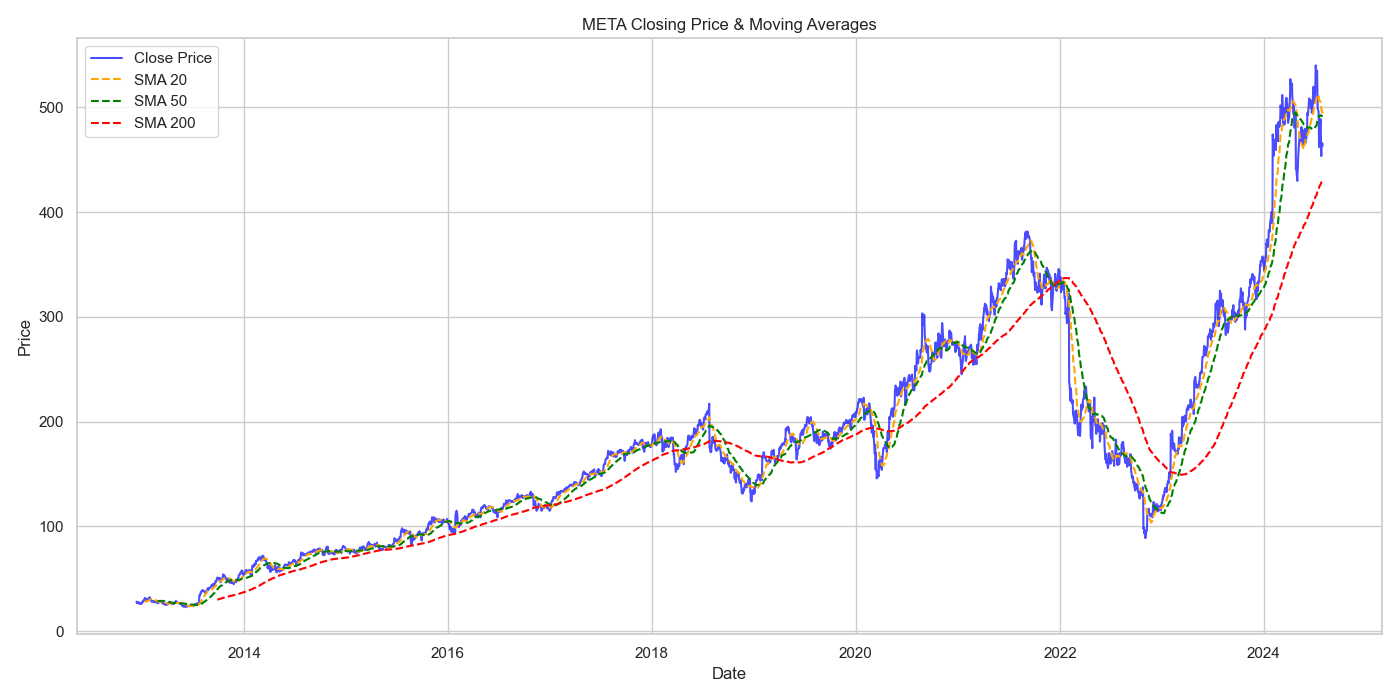 META Closing Price & Moving Averages
Close Price
SMA 20
SMA 50
SMA 200
Price
500
400
300
200
100
0
2014 2016 2018 2020 2022 2024
Date